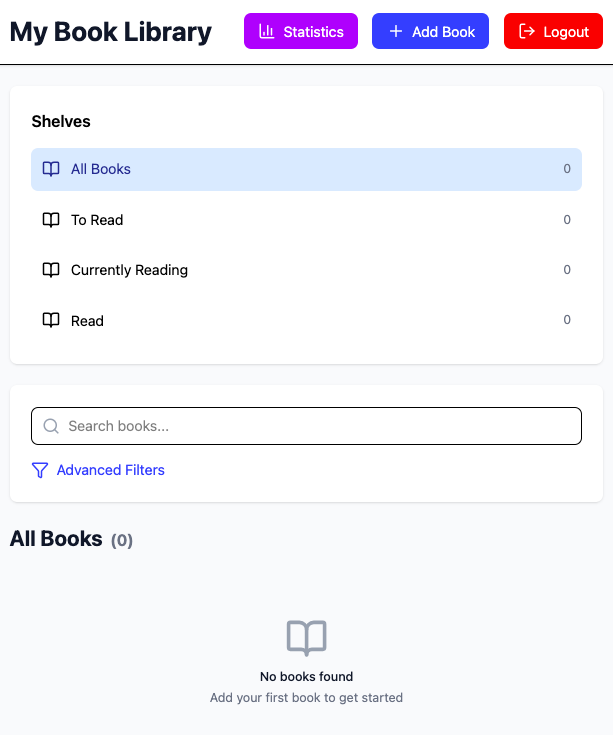 My Book Library
Statistics
Add Book
Logout
Shelves
All Books 0
To Read 0
Currently Reading 0
Read 0
Search books...
Advanced Filters
All Books (0)
No books found
Add your first book to get started